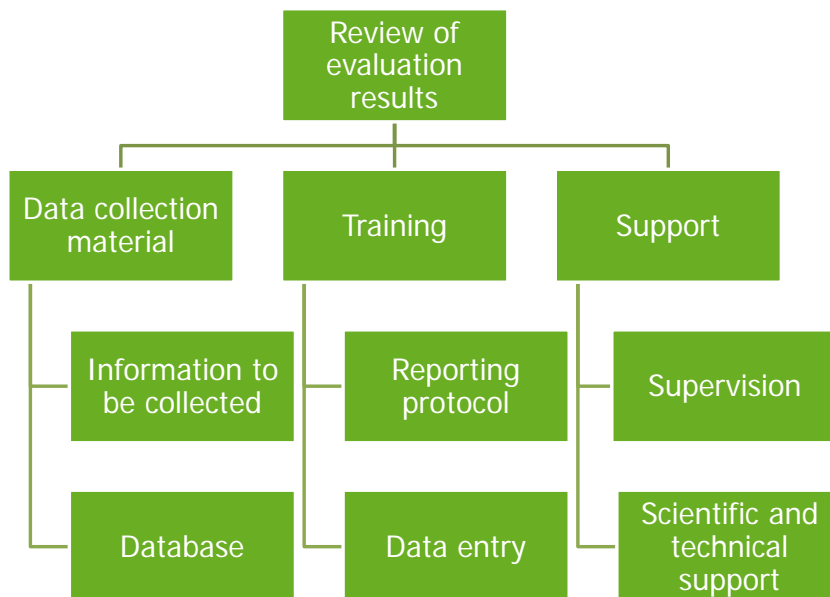 Review of
evaluation
results
Data collection
material
Training
Support
Information to
be collected
Reporting
protocol
Supervision
Database
Data entry
Scientific and
technical
support